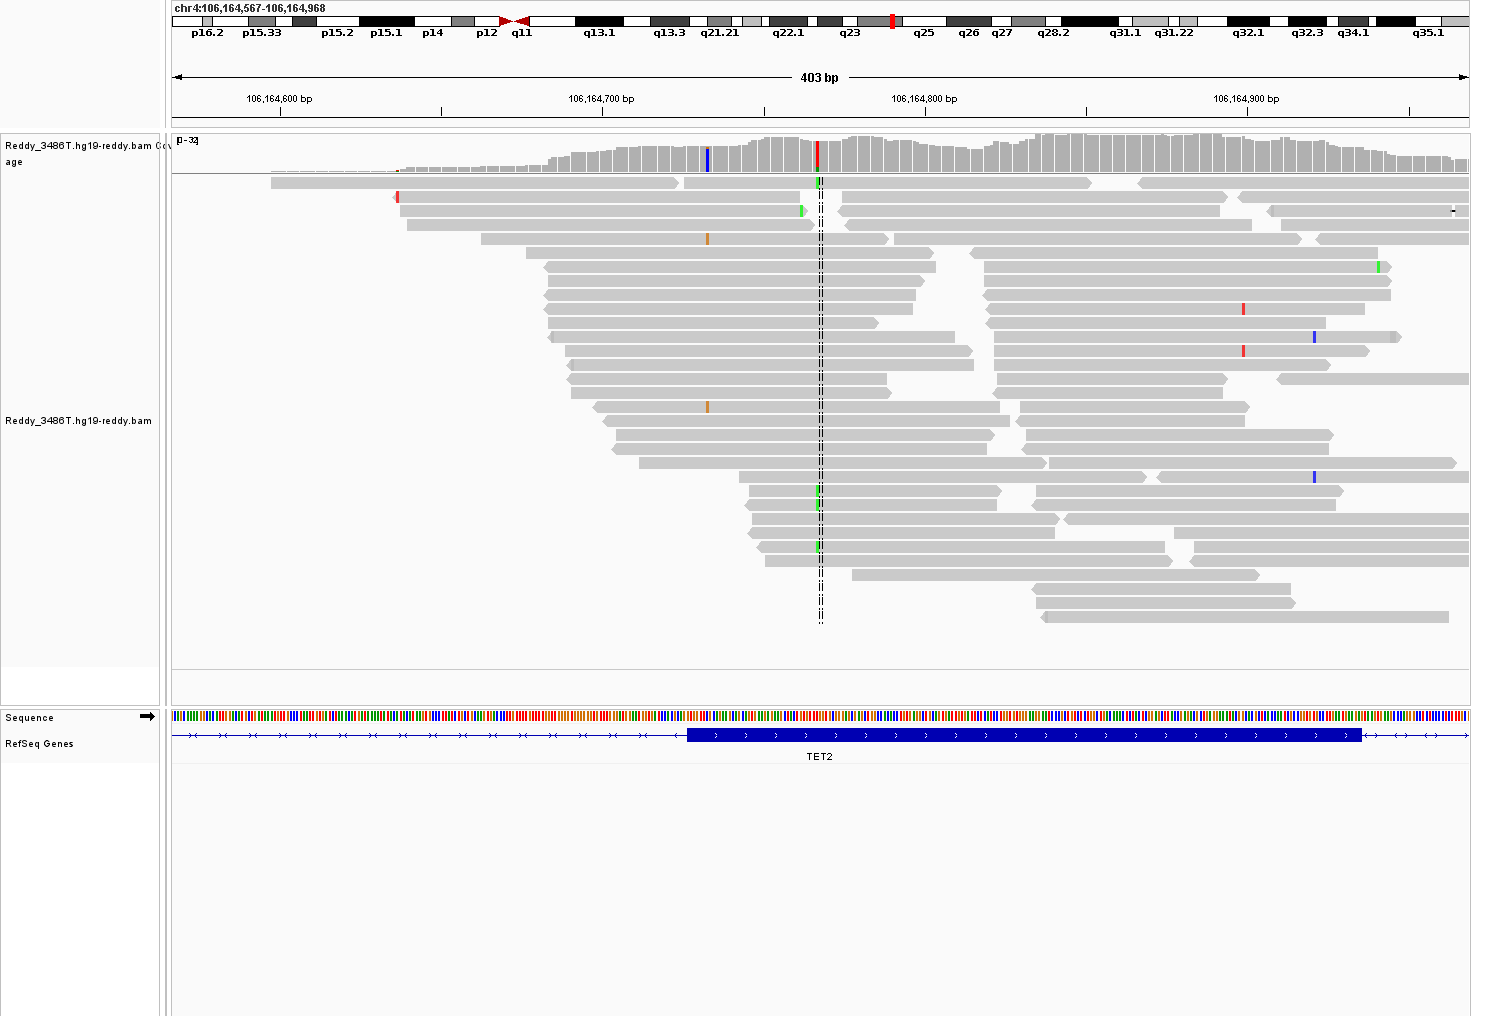 chr4:106,164,567-106,164,968
p16.2 p15.33 p15.2 p15.1 p14 p12 q11 q13.1 q13.3 q21.21 q22.1 q23 q25 q26 q27 q28.2 q31.1 q31.22 q32.1 q32.3 q34.1 q35.1
403 bp
106,164,600 bp 106,164,700 bp 106,164,800 bp 106,164,900 bp
Reddy_3486T.hg19-reddy.bam Cov
age
[0-32]
Reddy_3486T.hg19-reddy.bam
Sequence
RefSeq Genes
TET2